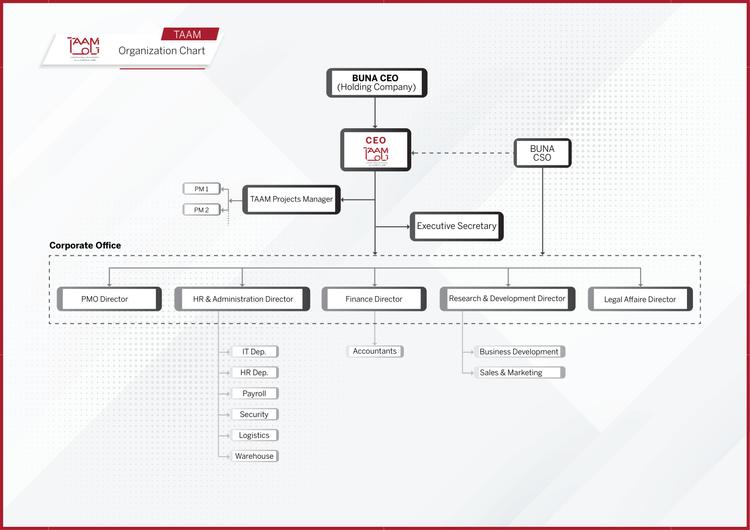 TAAM
تام
TAAM
Organization Chart
BUNA CEO
(Holding Company)
CEO
TAAM
تام
BUNA
CSO
PM 1
PM 2
TAAM Projects Manager
Executive Secretary
Corporate Office
PMO Director
HR & Administration Director
Finance Director
Research & Development Director
Legal Affaire Director
IT Dep.
HR Dep.
Payroll
Security
Logistics
Warehouse
Accountants
Business Development
Sales & Marketing